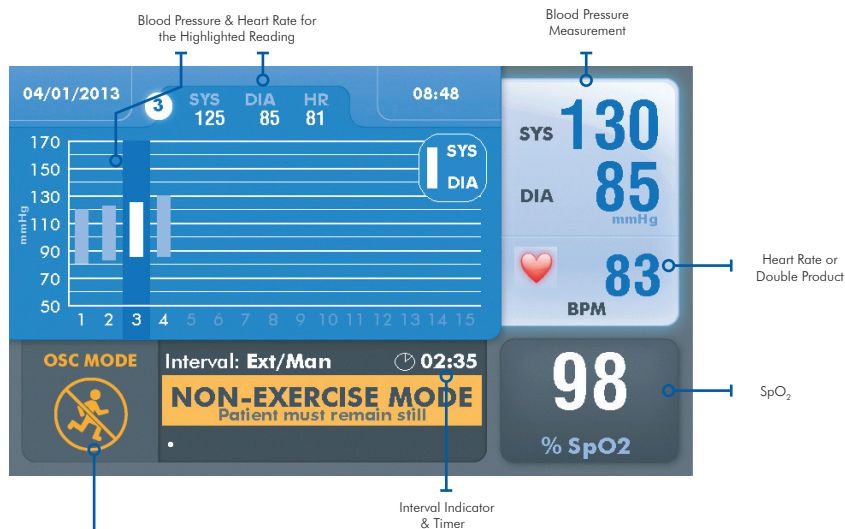 Blood Pressure & Heart Rate for
the Highlighted Reading
Blood Pressure
Measurement
04/01/2013
3
SYS DIA HR
125 85 81
08:48
170
150
130
110
90
70
50
mmHg
SYS
DIA
1 2 3 4 5 6 7 8 9 10 11 12 13 14 15
SYS 130
DIA 85
mmHg
83
BPM
Heart Rate or
Double Product
OSC MODE
Interval: Ext/Man 02:35
NON-EXERCISE MODE
Patient must remain still
98
% SpO2
SpO₂
Interval Indicator
& Timer